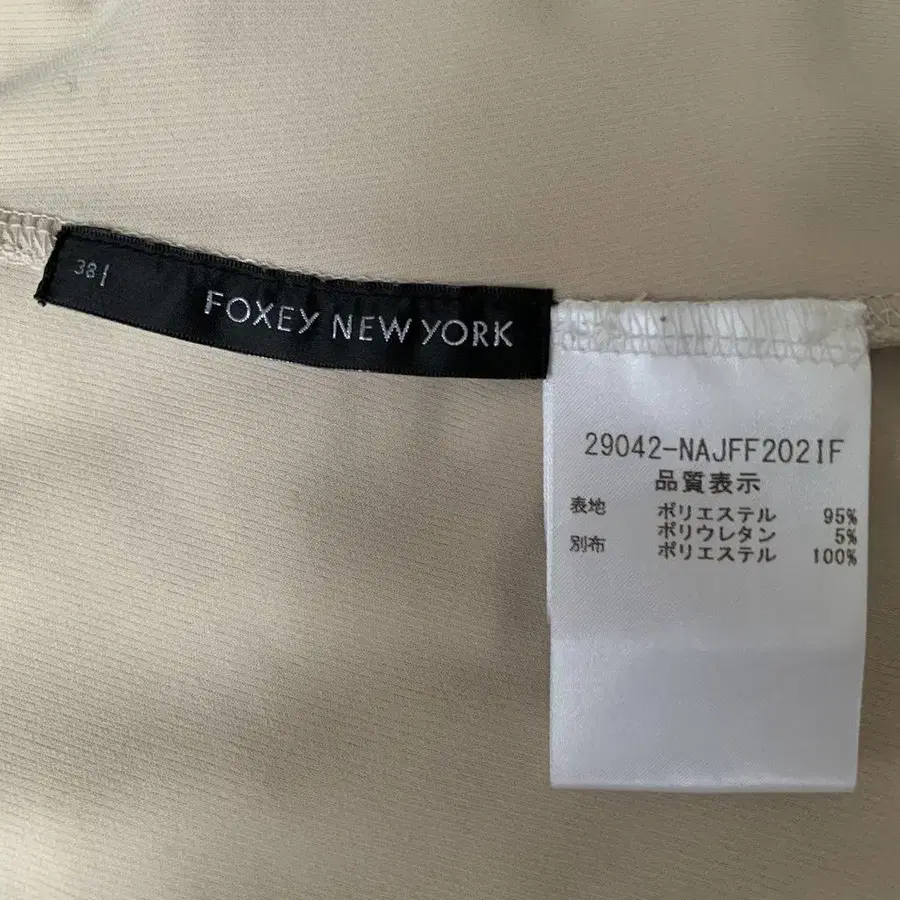 38
FOXEY NEW YORK
29042-NAJFF202IF
品質表示
表地 ポリエステル 95%
ポリウレタン 5%
別布 ポリエステル 100%